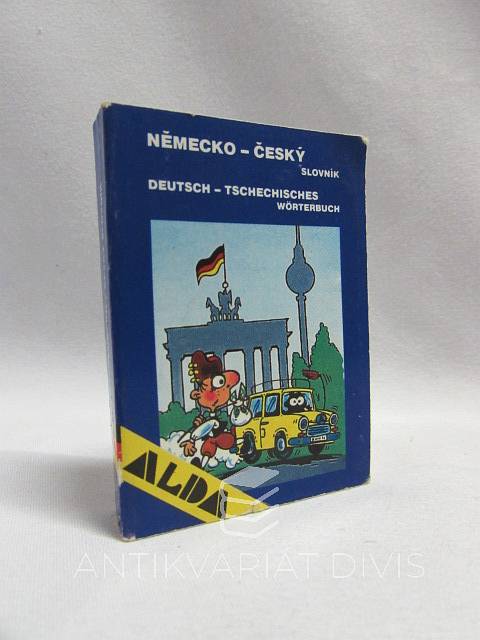 NĚMECKO – ČESKÝ
SLOVNÍK
DEUTSCH – TSCHECHISCHES
WÖRTERBUCH
ALDA
ANTIKVARIÁT DIVIS